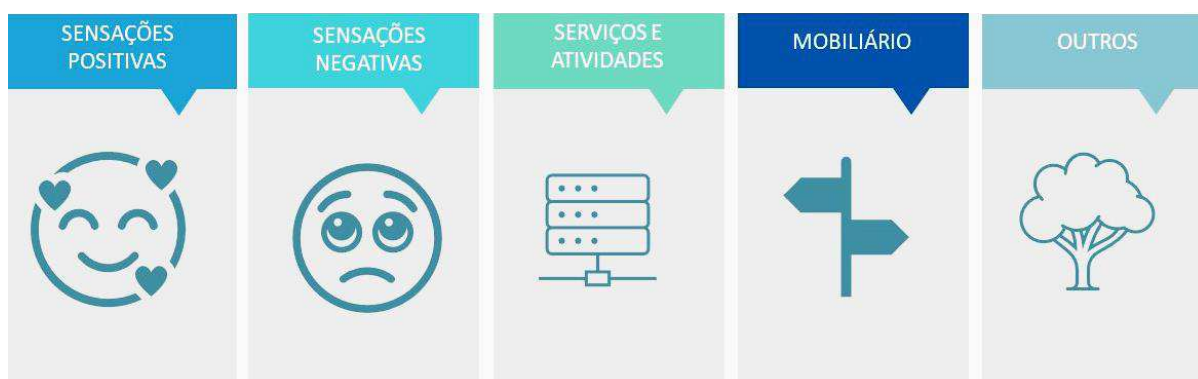 SENSAÇÕES
POSITIVAS
SENSAÇÕES
NEGATIVAS
SERVIÇOS E
ATIVIDADES
MOBILIÁRIO
OUTROS